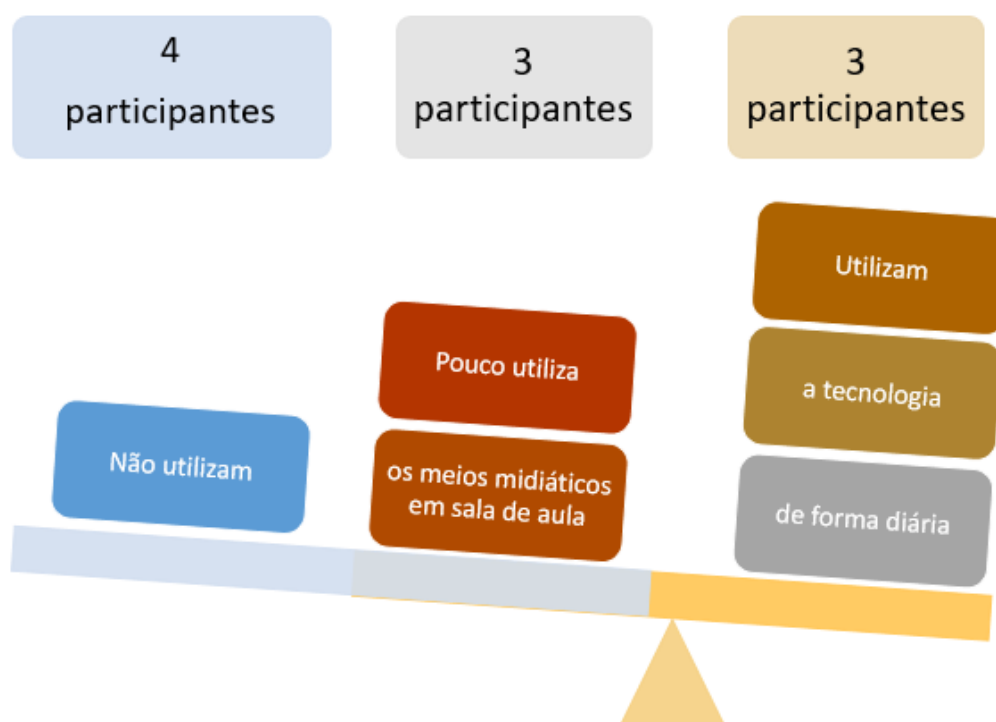 4
participantes
3
participantes
3
participantes
Não utilizam
Pouco utiliza
os meios midiáticos
em sala de aula
Utilizam
a tecnologia
de forma diária